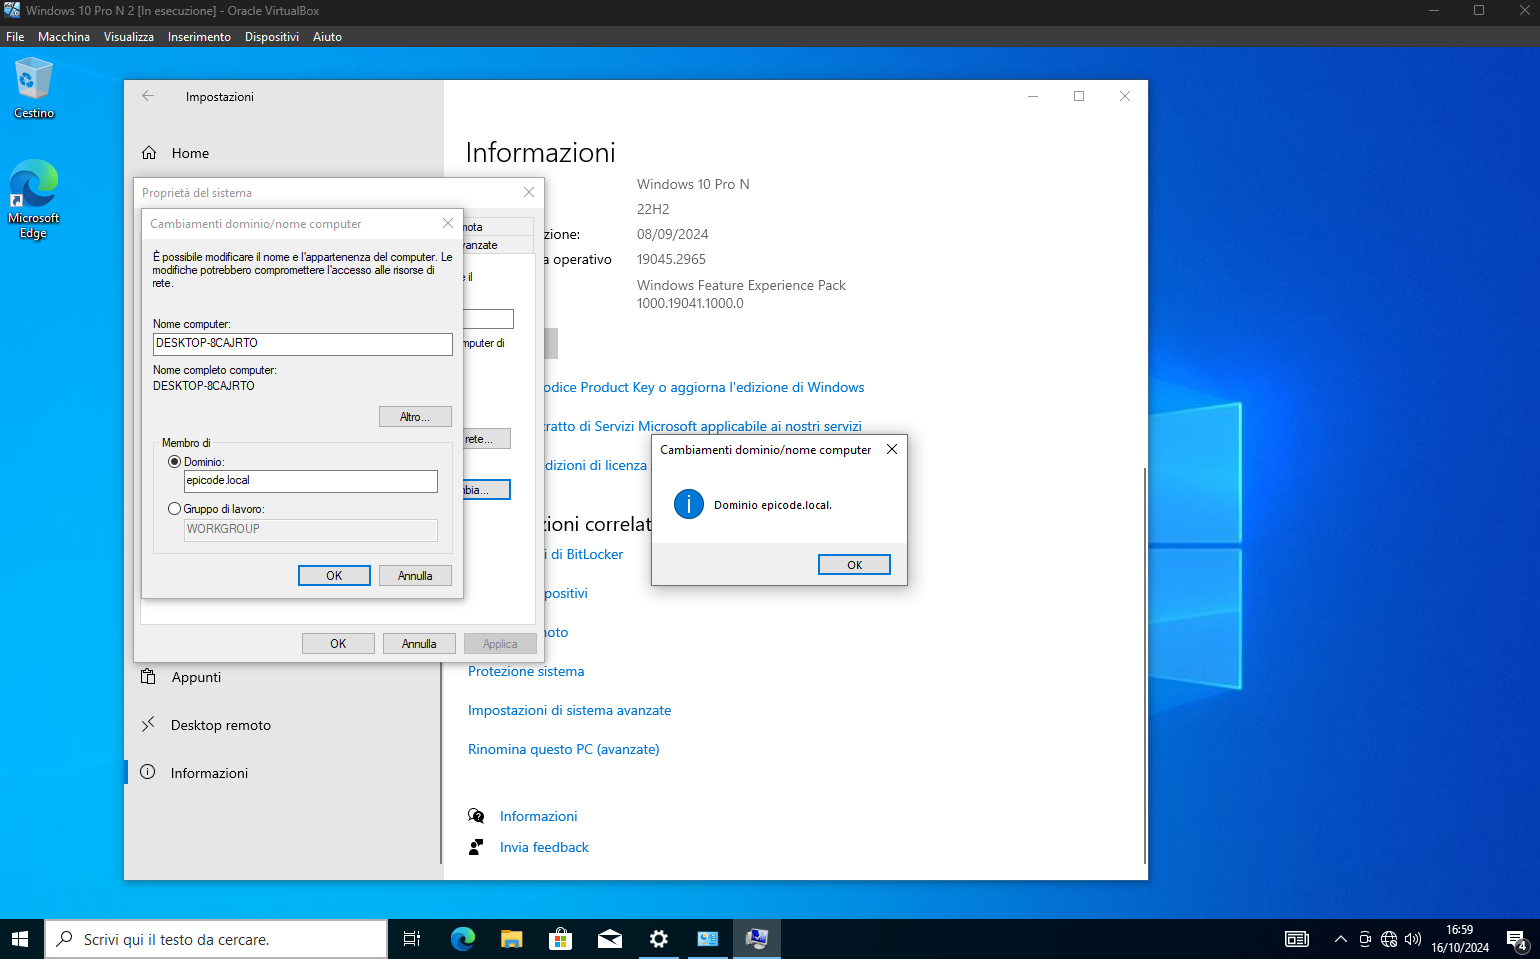 Windows 10 Pro N 2 [In esecuzione] - Oracle VirtualBox
File Macchina Visualizza Inserimento Dispositivi Aiuto
Cestino
Microsoft
Edge
Impostazioni
Home
Informazioni
Windows 10 Pro N
22H2
zione:
08/09/2024
a operativo
19045.2965
Windows Feature Experience Pack
1000.19041.1000.0
odice Product Key o aggiorna l'edizione di Windows
tratto di Servizi Microsoft applicabile ai nostri servizi
dizioni di licenza
zioni correlat
i di BitLocker
positivi
noto
Protezione sistema
Impostazioni di sistema avanzate
Rinomina questo PC (avanzate)
Informazioni
Invia feedback
Proprietà del sistema
mota
vanzate
e il
mputer di
rete...
nbia...
OK
Annulla
Applica
Cambiamenti dominio/nome computer
È possibile modificare il nome e l'appartenenza del computer. Le
modifiche potrebbero compromettere l'accesso alle risorse di
rete.
Nome computer:
DESKTOP-8CAJRTO
Nome completo computer:
DESKTOP-8CAJRTO
Altro...
Membro di
Dominio:
epicode.local
Gruppo di lavoro:
WORKGROUP
OK
Annulla
Cambiamenti dominio/nome computer
Dominio epicode.local.
OK
Appunti
Desktop remoto
Informazioni
Scrivi qui il testo da cercare.
16:59
16/10/2024
4